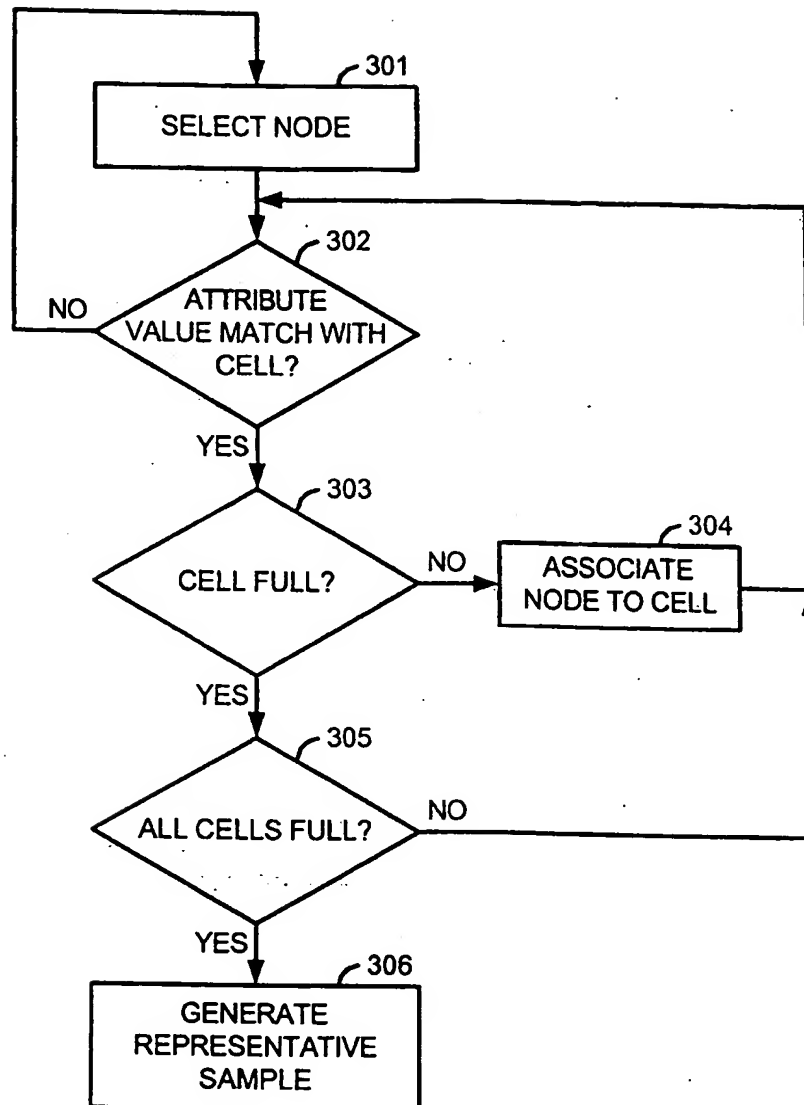 301
SELECT NODE
302
NO
ATTRIBUTE
VALUE MATCH WITH
CELL?
YES
303
CELL FULL?
NO
304
ASSOCIATE
NODE TO CELL
YES
305
ALL CELLS FULL?
NO
YES
306
GENERATE
REPRESENTATIVE
SAMPLE